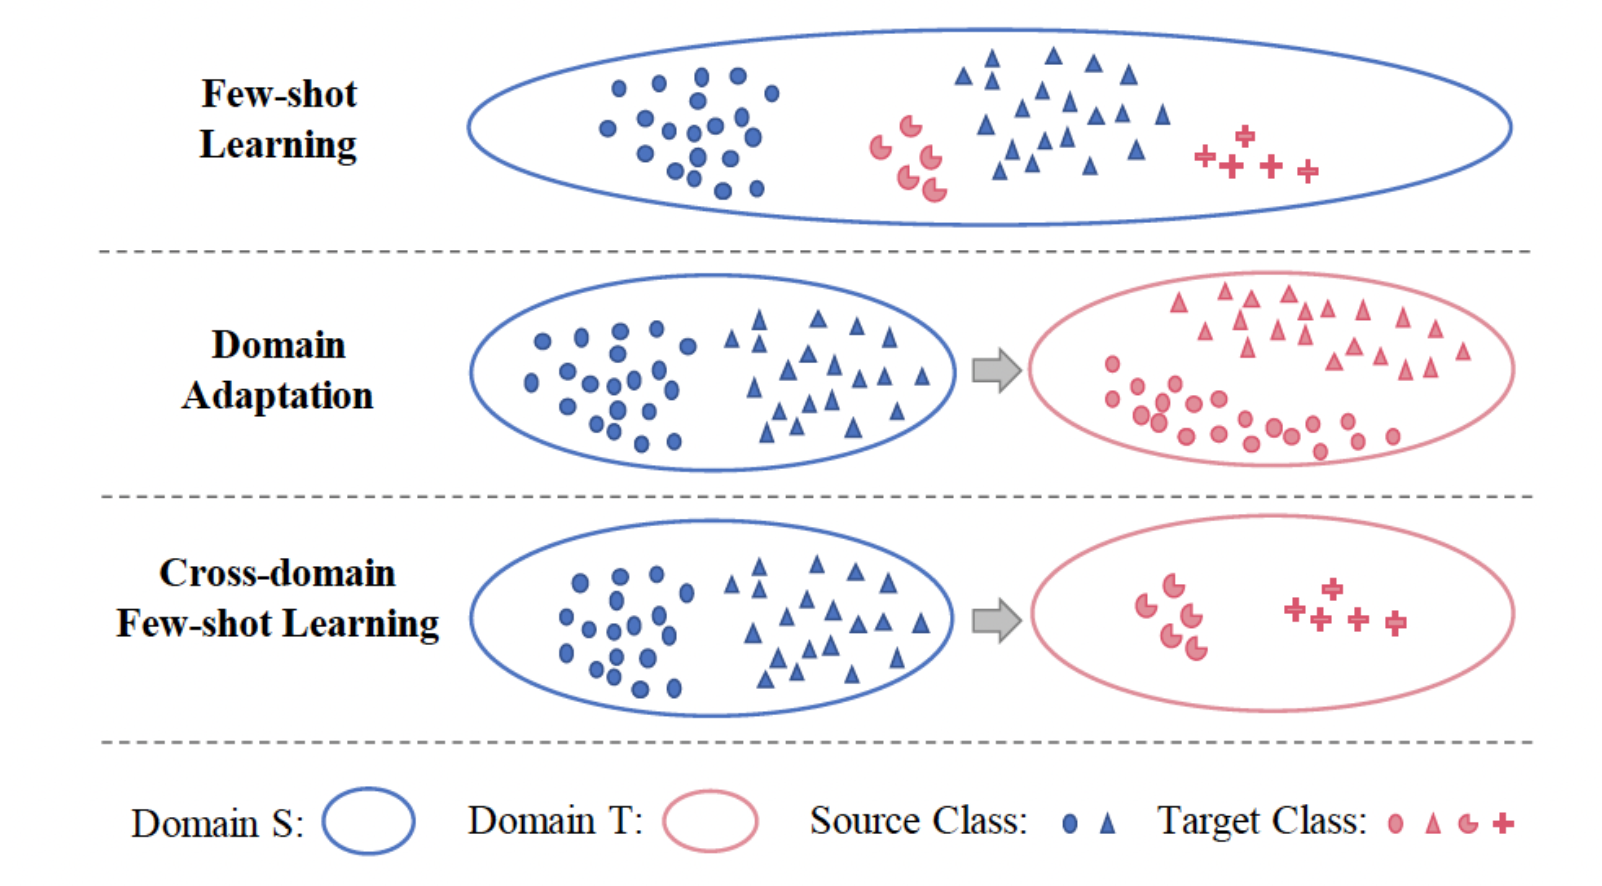 Few-shot
Learning
Domain
Adaptation
Cross-domain
Few-shot Learning
Domain S: Domain T: Source Class: Target Class: